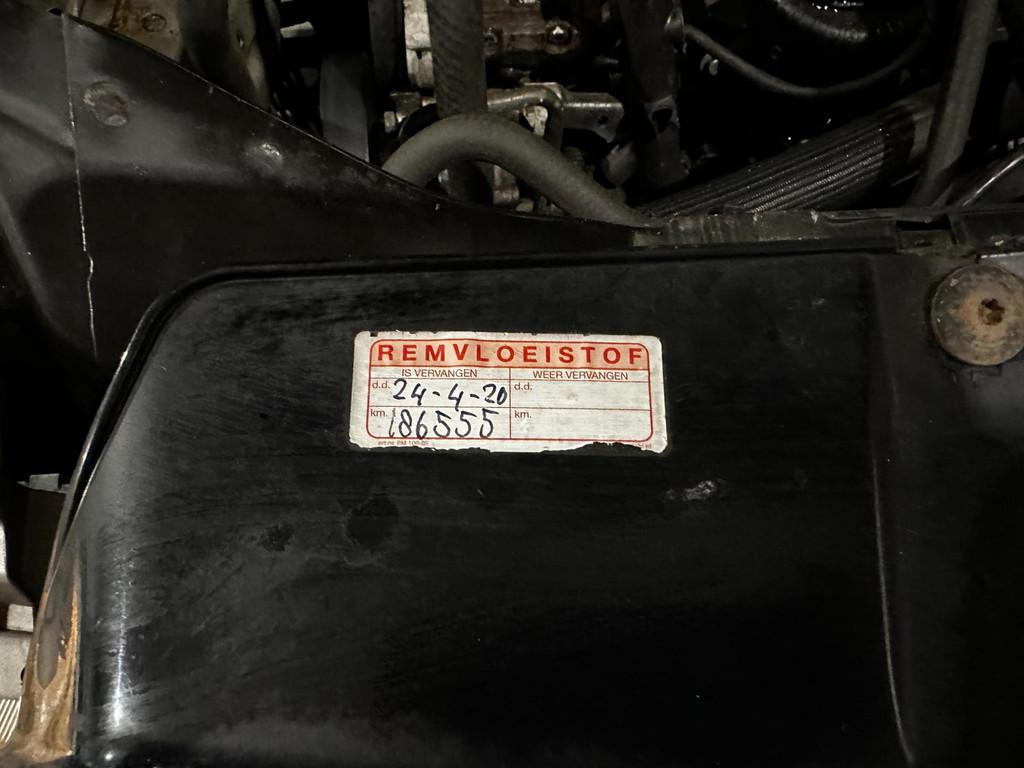 REMVLOEISTOF
IS VERVANGEN WEER VERVANGEN
d.d. 24-4-20 d.d.
km. 186555 km.